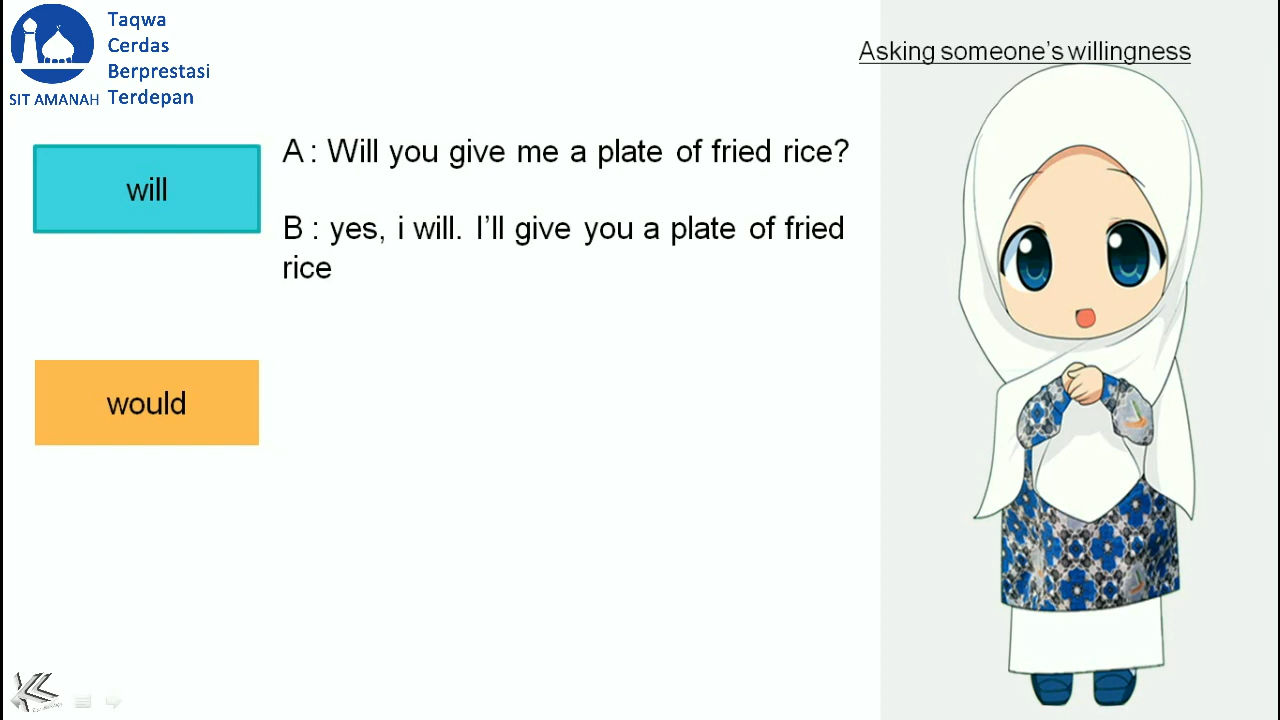 Taqwa
Cerdas
Berprestasi
SIT AMANAH Terdepan
Asking someone's willingness
will
A : Will you give me a plate of fried rice?
B : yes, i will. I'll give you a plate of fried
rice
would